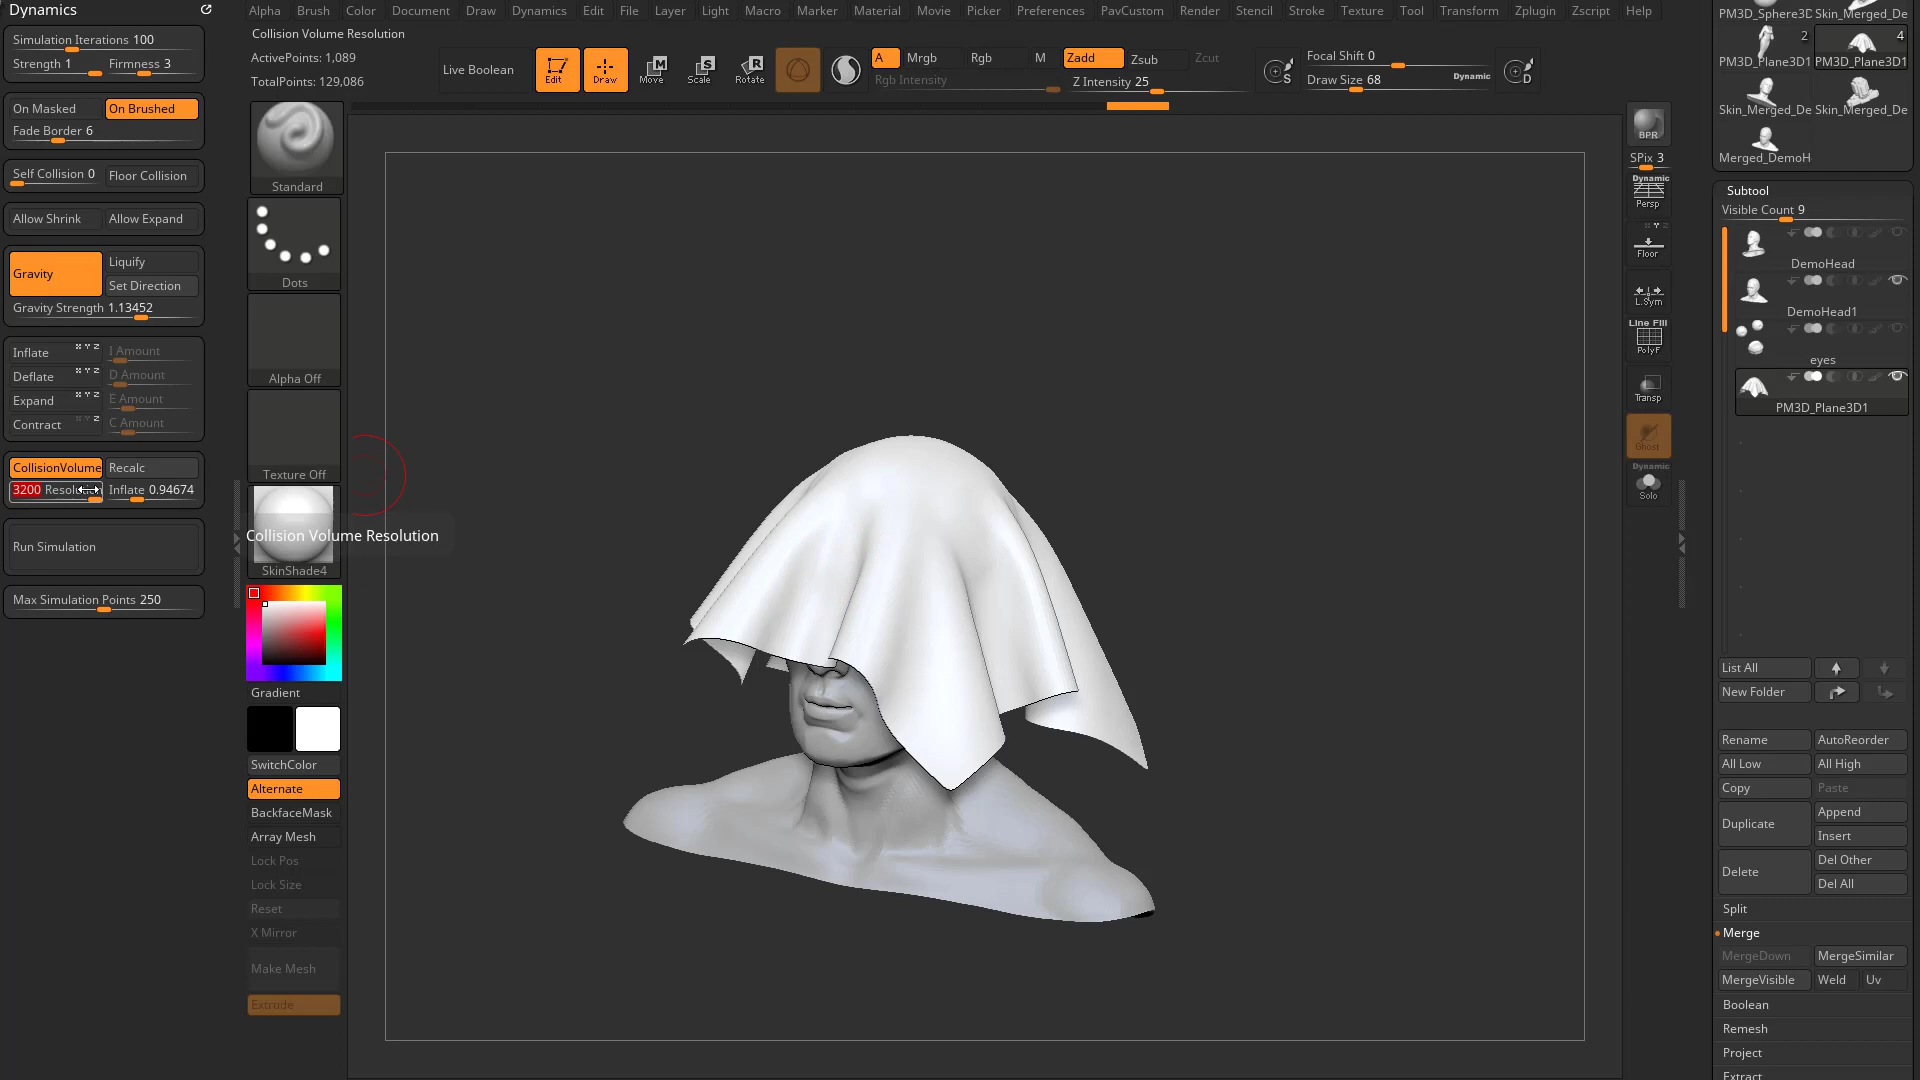 Dynamics
Simulation Iterations 100
Strength 1 Firmness 3
On Masked On Brushed
Fade Border 6
Self Collision 0 Floor Collision
Allow Shrink Allow Expand
Gravity Liquify
Set Direction
Gravity Strength 1.13452
Inflate I Amount
Deflate D Amount
Expand E Amount
Contract C Amount
CollisionVolume Recalc
3200 Resolution Inflate 0.94674
Run Simulation
Max Simulation Points 250
Alpha Brush Color Document Draw Dynamics Edit File Layer Light Macro Marker Material Movie Picker Preferences PavCustom Render Stencil Stroke Texture Tool Transform Zplugin Zscript Help
Collision Volume Resolution
ActivePoints: 1,089
TotalPoints: 129,086
Live Boolean
Edit Draw Move Scale Rotate
A Mrgb Rgb M Zadd Zsub Zcut
Rgb Intensity Z Intensity 25
Focal Shift 0
Draw Size 68 Dynamic
S D
Standard
Dots
Alpha Off
Texture Off
Collision Volume Resolution
SkinShade4
Gradient
SwitchColor
Alternate
BackfaceMask
Array Mesh
Lock Pos
Lock Size
Reset
X Mirror
Make Mesh
Extrude
BPR
SPix 3
Dynamic
Persp
Floor
L.Sym
Line Fill
PolyF
Transp
Ghost
Dynamic
Solo
PM3D_Sphere3D Skin_Merged_De
2 4
PM3D_Plane3D1 PM3D_Plane3D1
Skin_Merged_De Skin_Merged_De
Merged_DemoH
Subtool
Visible Count 9
DemoHead
DemoHead1
eyes
PM3D_Plane3D1
List All
New Folder
Rename AutoReorder
All Low All High
Copy Paste
Duplicate Append
Insert
Delete Del Other
Del All
Split
Merge
MergeDown MergeSimilar
MergeVisible Weld Uv
Boolean
Remesh
Project
Extract